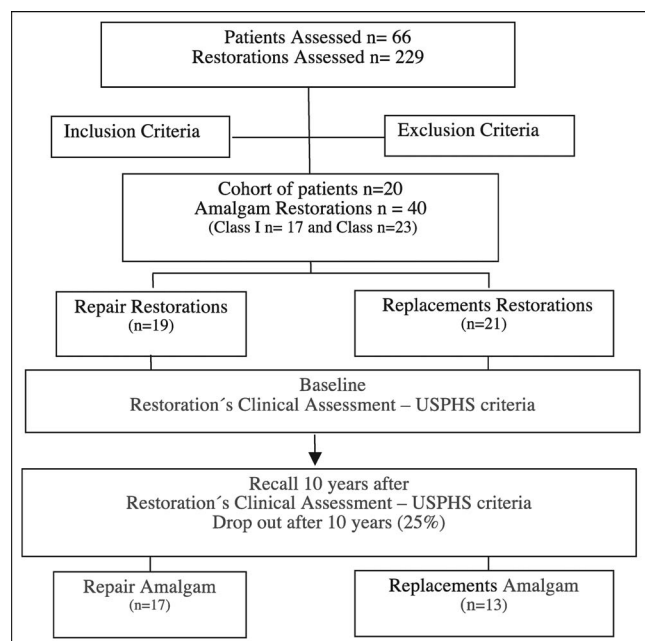 Patients Assessed n= 66
Restorations Assessed n= 229
Inclusion Criteria
Exclusion Criteria
Cohort of patients n=20
Amalgam Restorations n = 40
(Class I n= 17 and Class n=23)
Repair Restorations
(n=19)
Replacements Restorations
(n=21)
Baseline
Restoration´s Clinical Assessment – USPHS criteria
Recall 10 years after
Restoration´s Clinical Assessment – USPHS criteria
Drop out after 10 years (25%)
Repair Amalgam
(n=17)
Replacements Amalgam
(n=13)